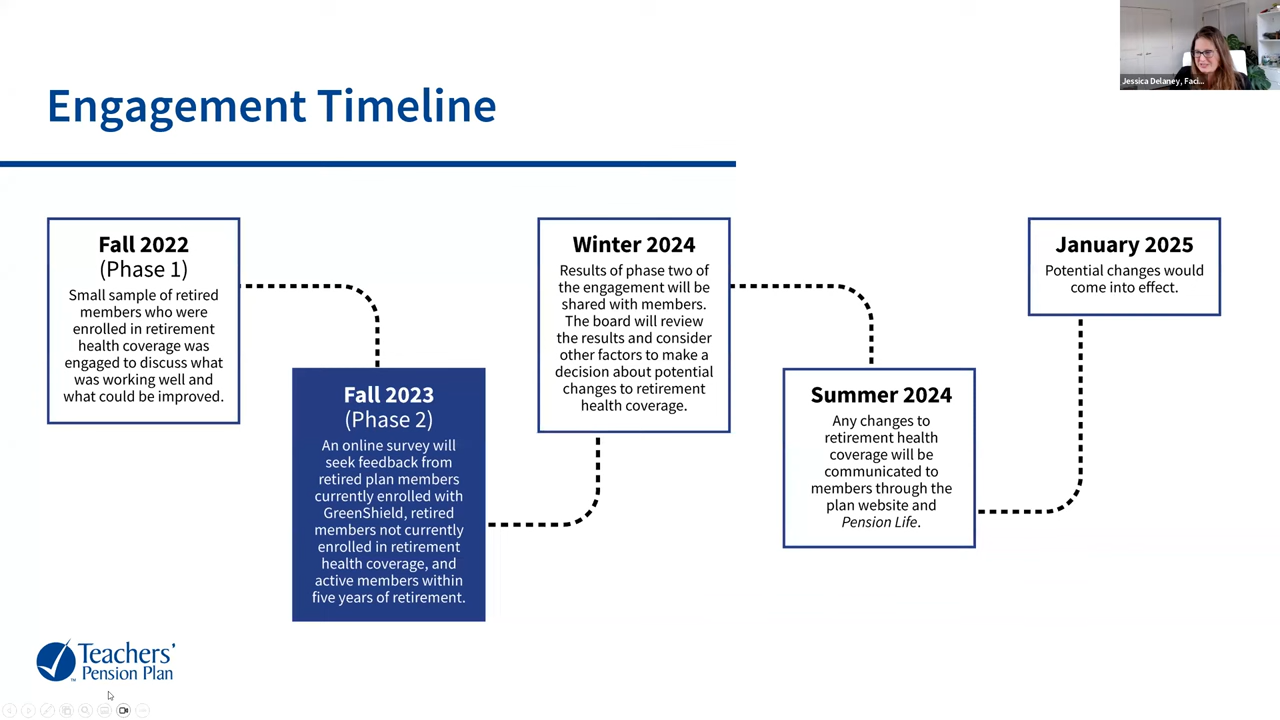 Jessica Delaney, Faci...
Engagement Timeline
Fall 2022
(Phase 1)
Small sample of retired
members who were
enrolled in retirement
health coverage was
engaged to discuss what
was working well and
what could be improved.
Fall 2023
(Phase 2)
An online survey will
seek feedback from
retired plan members
currently enrolled with
GreenShield, retired
members not currently
enrolled in retirement
health coverage, and
active members within
five years of retirement.
Winter 2024
Results of phase two of
the engagement will be
shared with members.
The board will review
the results and consider
other factors to make a
decision about potential
changes to retirement
health coverage.
Summer 2024
Any changes to
retirement health
coverage will be
communicated to
members through the
plan website and
Pension Life.
January 2025
Potential changes would
come into effect.
Teachers'
Pension Plan
TM